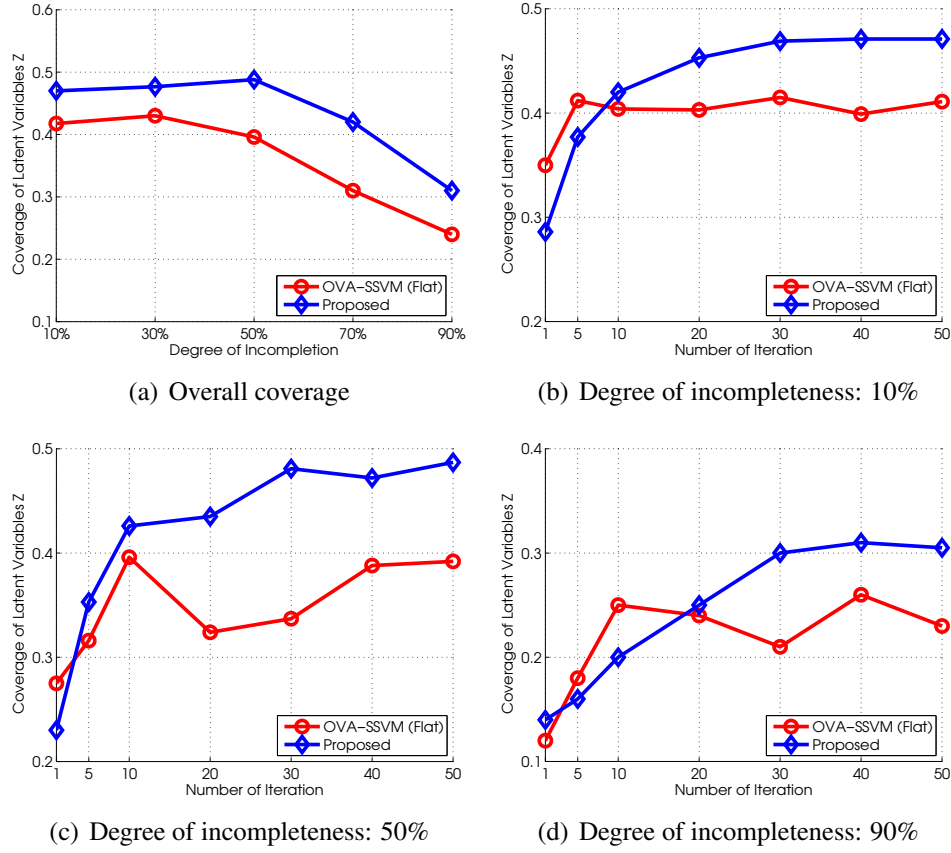 0.6
0.5
0.4
0.3
0.2
0.1
Coverage of Latent Variables Z
10% 30% 50% 70% 90%
Degree of Incompletion
OVA-SSVM (Flat)
Proposed
(a) Overall coverage
0.5
0.4
0.3
0.2
Coverage of Latent Variables Z
1 5 10 20 30 40 50
Number of Iteration
OVA-SSVM (Flat)
Proposed
(b) Degree of incompleteness: 10%
0.5
0.4
0.3
0.2
Coverage of Latent Variables Z
1 5 10 20 30 40 50
Number of Iteration
OVA-SSVM (Flat)
Proposed
(c) Degree of incompleteness: 50%
0.4
0.3
0.2
0.1
Coverage of Latent Variables Z
1 5 10 20 30 40 50
Number of Iteration
OVA-SSVM (Flat)
Proposed
(d) Degree of incompleteness: 90%